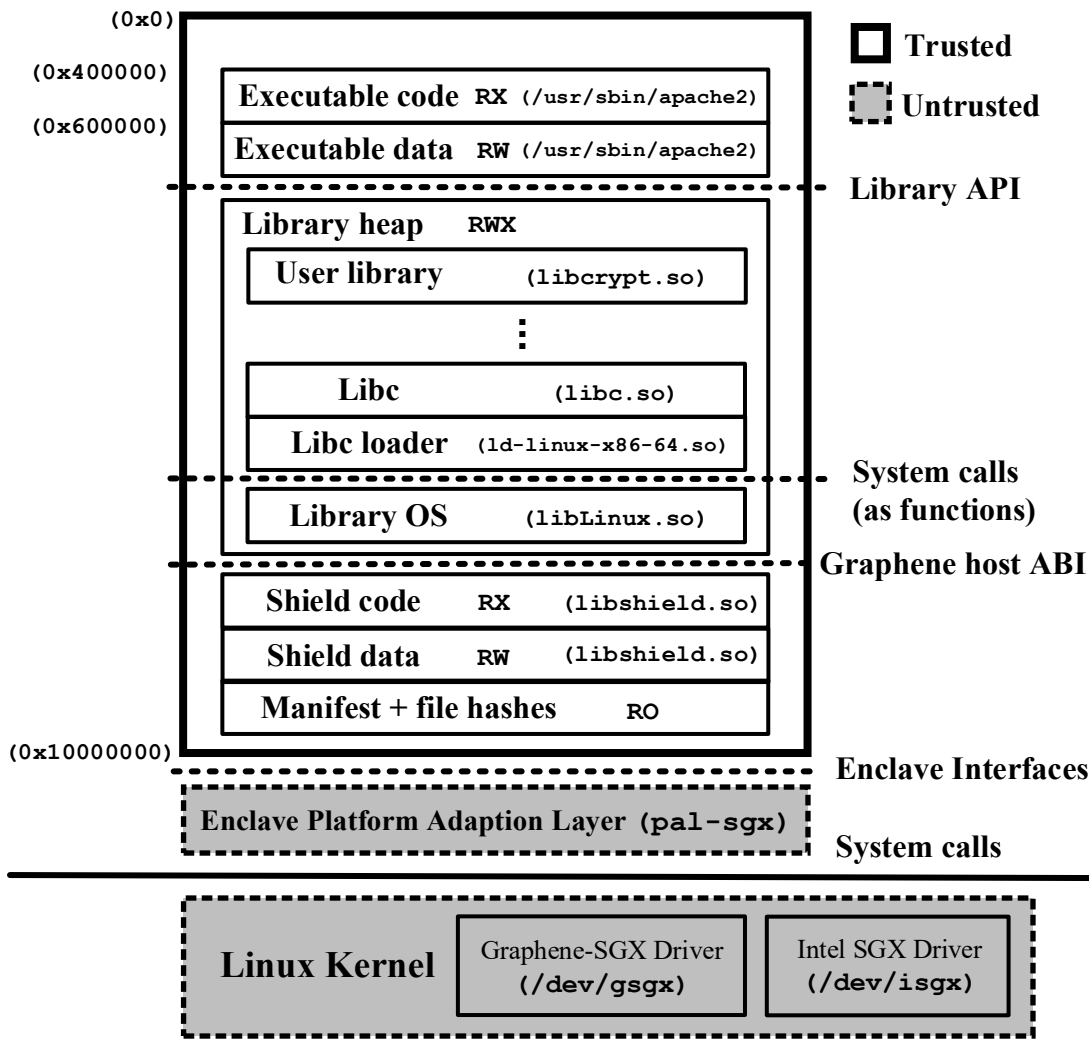 (0x0)
Trusted
(0x400000)
Executable code RX (/usr/sbin/apache2)
Untrusted
(0x600000)
Executable data RW (/usr/sbin/apache2)
Library API
Library heap RWX
User library (libcrypt.so)
Libc (libc.so)
Libc loader (ld-linux-x86-64.so)
System calls
(as functions)
Library OS (libLinux.so)
Graphene host ABI
Shield code RX (libshield.so)
Shield data RW (libshield.so)
Manifest + file hashes RO
(0x10000000)
Enclave Interfaces
Enclave Platform Adaption Layer (pal-sgx)
System calls
Linux Kernel
Graphene-SGX Driver
(/dev/gsgx)
Intel SGX Driver
(/dev/isgx)